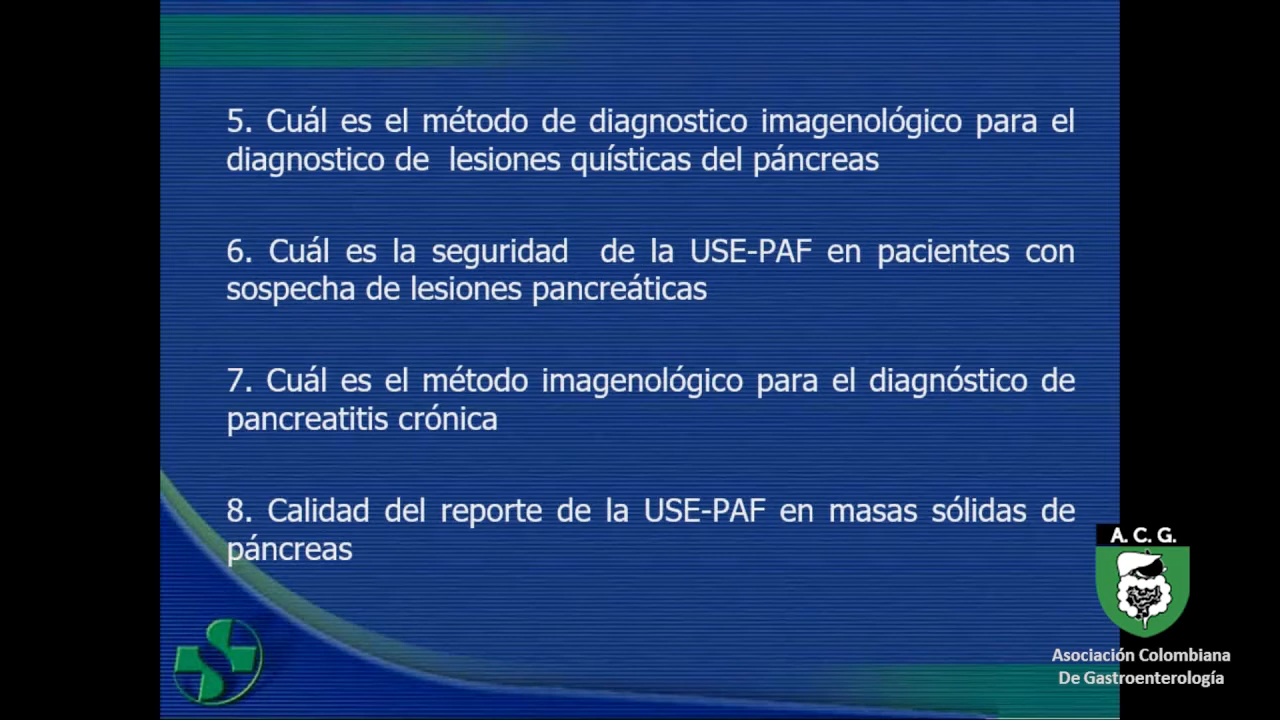 5. Cuál es el método de diagnostico imagenológico para el
diagnostico de lesiones quísticas del páncreas
6. Cuál es la seguridad de la USE-PAF en pacientes con
sospecha de lesiones pancreáticas
7. Cuál es el método imagenológico para el diagnóstico de
pancreatitis crónica
8. Calidad del reporte de la USE-PAF en masas sólidas de
páncreas
A. C. G.
Asociación Colombiana
De Gastroenterología